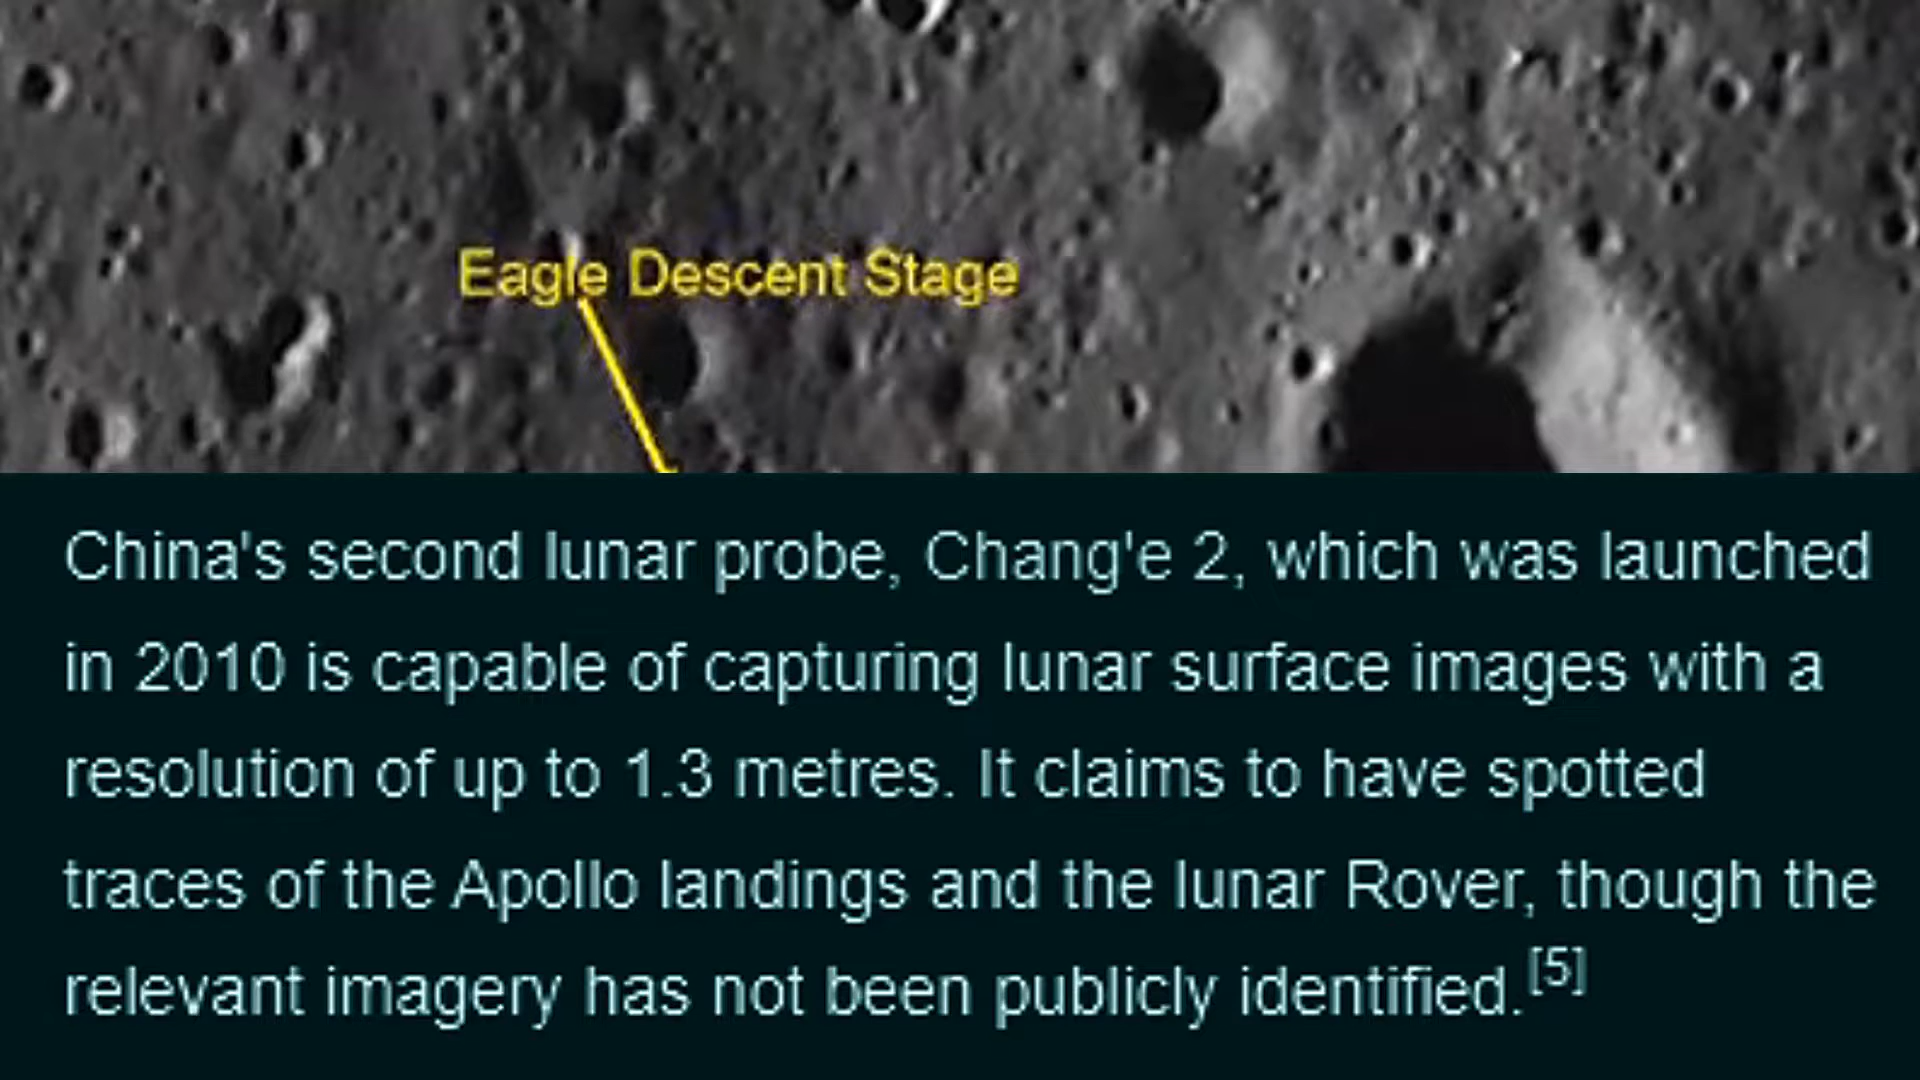 Eagle Descent Stage
China's second lunar probe, Chang'e 2, which was launched
in 2010 is capable of capturing lunar surface images with a
resolution of up to 1.3 metres. It claims to have spotted
traces of the Apollo landings and the lunar Rover, though the
relevant imagery has not been publicly identified.[5]